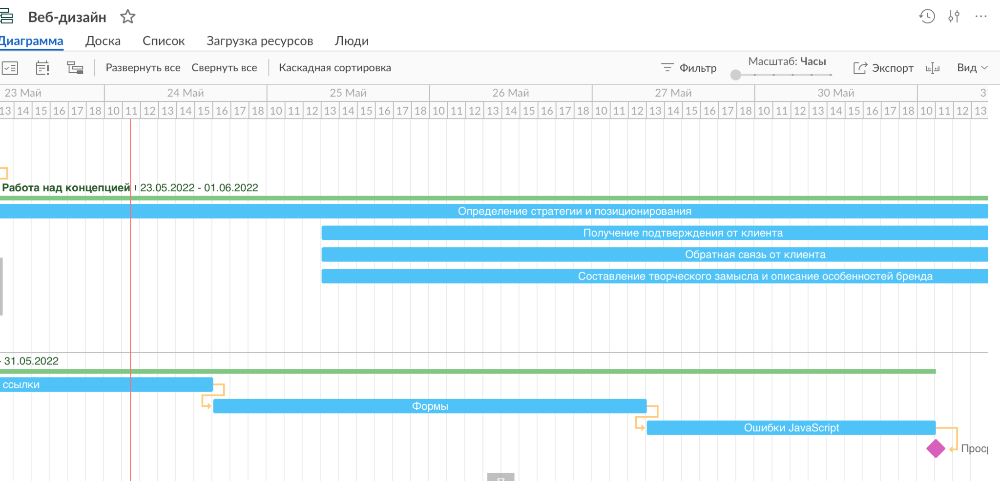 Веб-дизайн
Диаграмма Доска Список Загрузка ресурсов Люди
Развернуть все Свернуть все Каскадная сортировка Фильтр Масштаб: Часы Экспорт Вид
23 Май 24 Май 25 Май 26 Май 27 Май 30 Май
13 14 15 16 17 18 10 11 12 13 14 15 16 17 18 10 11 12 13 14 15 16 17 18 10 11 12 13 14 15 16 17 18 10 11 12 13 14 15 16 17 18 10 11 12 13 14 15 16 17 18 10 11 12 13
Работа над концепцией 23.05.2022 - 01.06.2022
Определение стратегии и позиционирования
Получение подтверждения от клиента
Обратная связь от клиента
Составление творческого замысла и описание особенностей бренда
- 31.05.2022
ссылки
Формы
Ошибки JavaScript